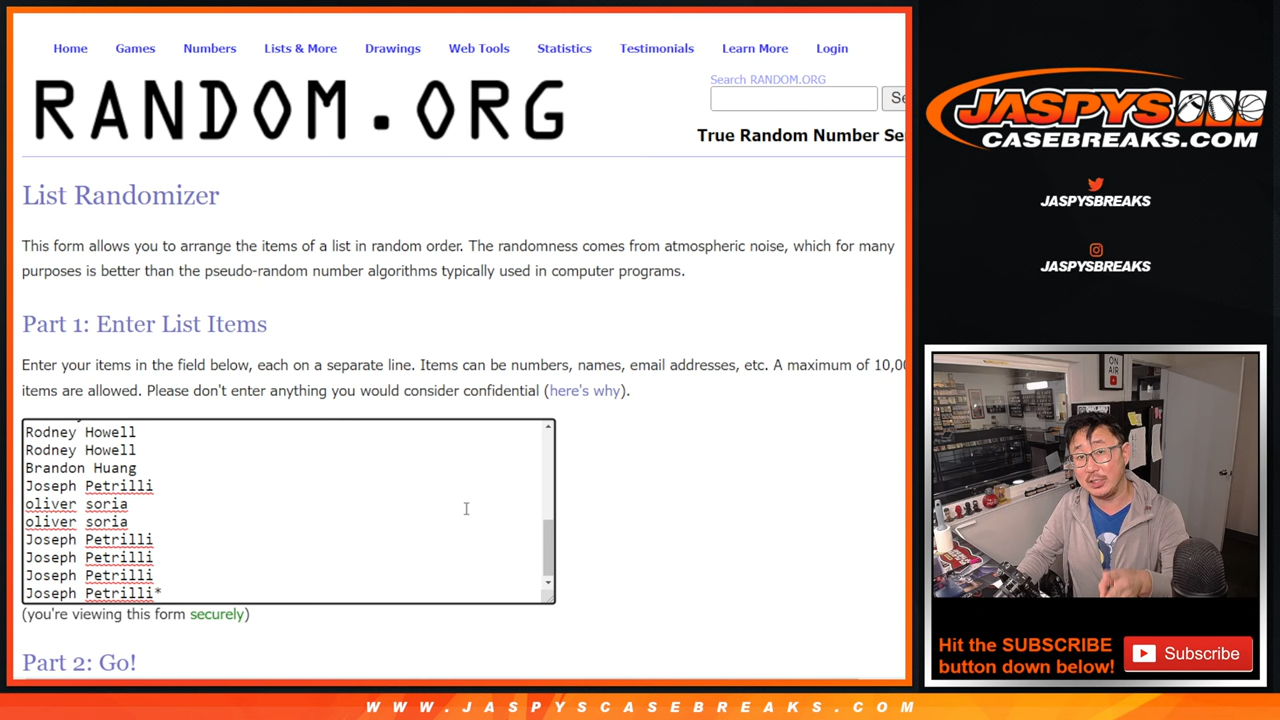 Home Games Numbers Lists & More Drawings Web Tools Statistics Testimonials Learn More Login
RANDOM.ORG
Search RANDOM.ORG
Se
True Random Number Se
List Randomizer
This form allows you to arrange the items of a list in random order. The randomness comes from atmospheric noise, which for many
purposes is better than the pseudo-random number algorithms typically used in computer programs.
Part 1: Enter List Items
Enter your items in the field below, each on a separate line. Items can be numbers, names, email addresses, etc. A maximum of 10,00
items are allowed. Please don't enter anything you would consider confidential (here's why).
Rodney Howell
Rodney Howell
Brandon Huang
Joseph Petrilli
oliver soria
oliver soria
Joseph Petrilli
Joseph Petrilli
Joseph Petrilli
Joseph Petrilli*
(you're viewing this form securely)
Part 2: Go!
JASPYS
CASEBREAKS.COM
JASPYSBREAKS
JASPYSBREAKS
ON
AIR
Hit the SUBSCRIBE
button down below!
Subscribe
WWW.JASPYSCASEBREAKS.COM